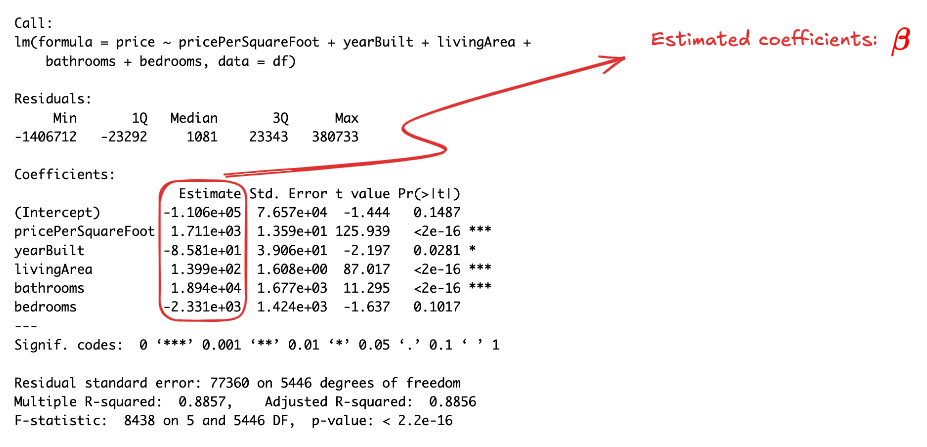 Call:
lm(formula = price ~ pricePerSquareFoot + yearBuilt + livingArea +
    bathrooms + bedrooms, data = df)
Estimated coefficients: β
Residuals:
     Min       1Q   Median       3Q      Max
-1406712   -23292     1081    23343   380733
Coefficients:
                     Estimate Std. Error t value Pr(>|t|)
(Intercept)        -1.106e+05  7.657e+04  -1.444   0.1487
pricePerSquareFoot  1.711e+03  1.359e+01 125.939   <2e-16 ***
yearBuilt          -8.581e+01  3.906e+01  -2.197   0.0281 *
livingArea          1.399e+02  1.608e+00  87.017   <2e-16 ***
bathrooms           1.894e+04  1.677e+03  11.295   <2e-16 ***
bedrooms           -2.331e+03  1.424e+03  -1.637   0.1017
---
Signif. codes:  0 ‘***’ 0.001 ‘**’ 0.01 ‘*’ 0.05 ‘.’ 0.1 ‘ ’ 1
Residual standard error: 77360 on 5446 degrees of freedom
Multiple R-squared:  0.8857,    Adjusted R-squared:  0.8856
F-statistic:  8438 on 5 and 5446 DF,  p-value: < 2.2e-16